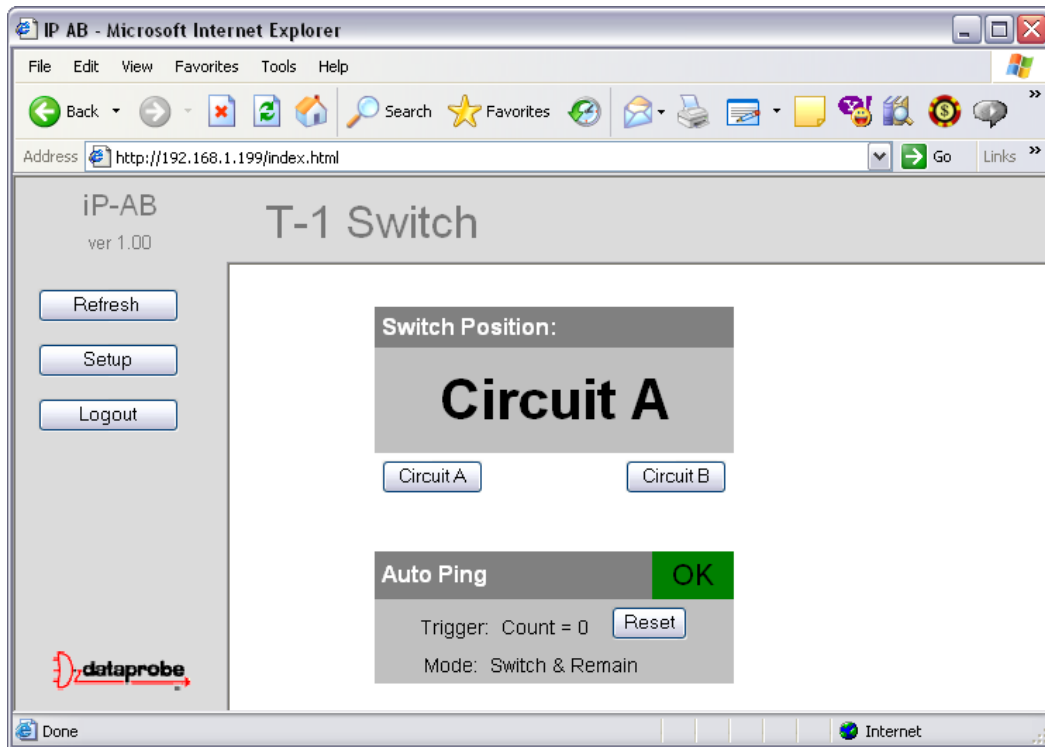 IP AB - Microsoft Internet Explorer
File Edit View Favorites Tools Help
Back Search Favorites »
Address http://192.168.1.199/index.html Go Links »
iP-AB
ver 1.00
T-1 Switch
Refresh
Setup
Logout
Switch Position:
Circuit A
Circuit A Circuit B
Auto Ping OK
Trigger: Count = 0 Reset
Mode: Switch & Remain
dataprobe
Done Internet